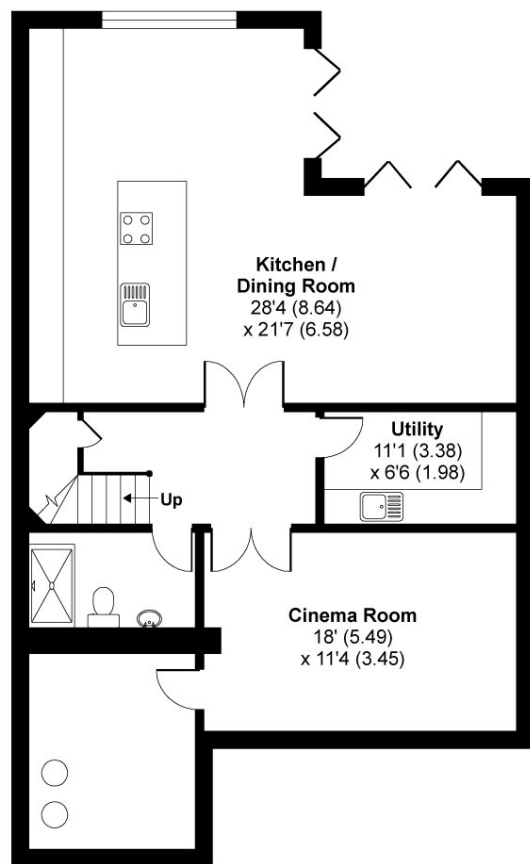 Kitchen /
Dining Room
28'4 (8.64)
x 21'7 (6.58)
Utility
11'1 (3.38)
x 6'6 (1.98)
Up
Cinema Room
18' (5.49)
x 11'4 (3.45)